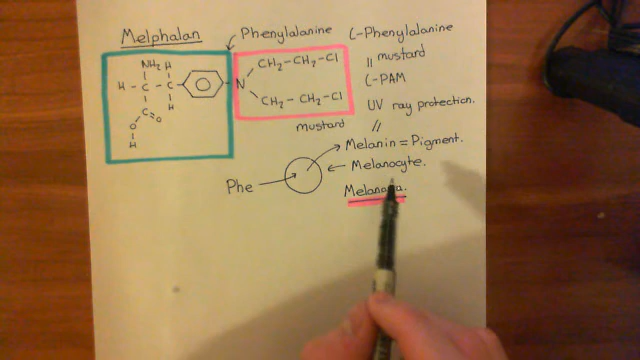 Melphalan
Phenylalanine
L-Phenylalanine
||
mustard
L-PAM
NH₂ H
H - C - C -
H
C
O O
H
N
CH₂ - CH₂ - Cl
CH₂ - CH₂ - Cl
mustard
UV ray protection.
||
Melanin = Pigment.
Melanocyte.
Phe
Melanoma.